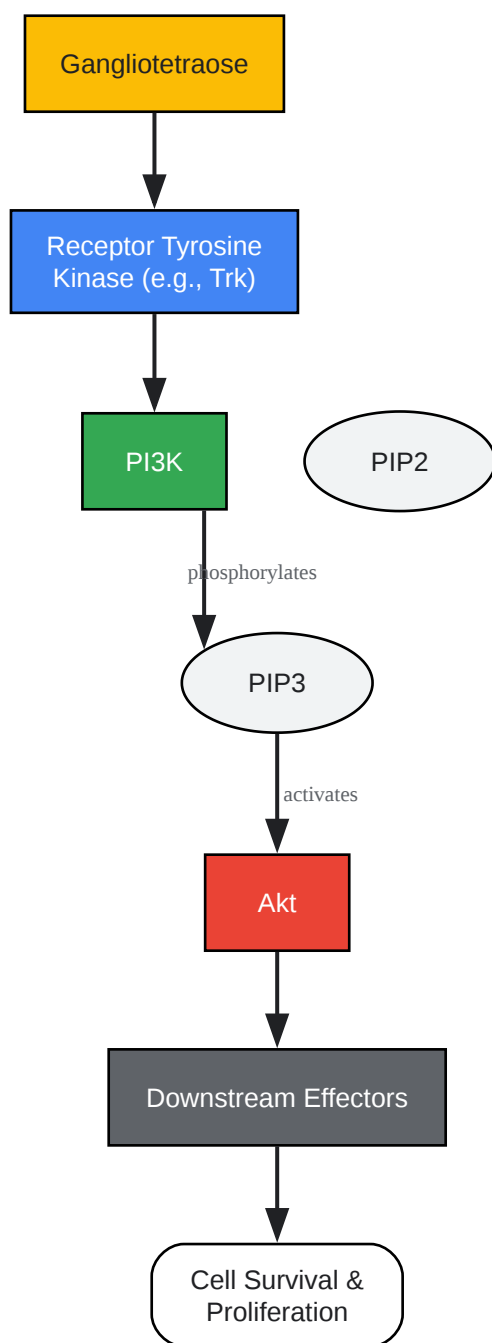 Gangliotetraose
Receptor Tyrosine
Kinase (e.g., Trk)
PI3K
PIP2
phosphorylates
PIP3
activates
Akt
Downstream Effectors
Cell Survival &
Proliferation